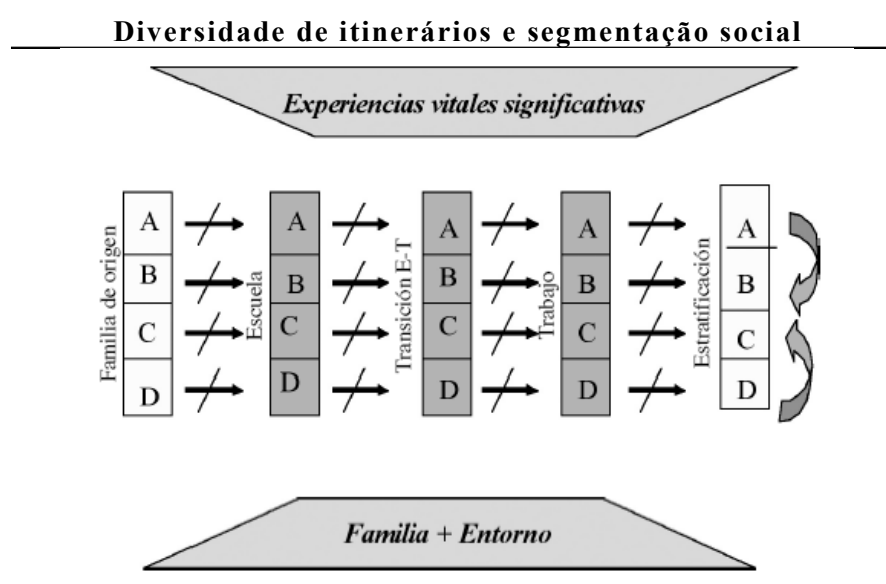 Diversidade de itinerários e segmentação social
Experiencias vitales significativas
Familia de origen
A
B
C
D
Escuela
A
B
C
D
Transición E-T
A
B
C
D
Trabajo
A
B
C
D
Estratificación
A
B
C
D
Familia + Entorno